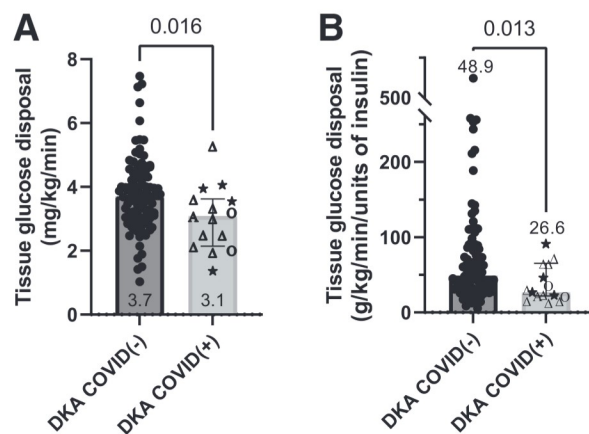 A
0.016
Tissue glucose disposal
(mg/kg/min)
8
6
4
2
0
3.7
3.1
DKA COVID(-)
DKA COVID(+)
B
0.013
Tissue glucose disposal
(g/kg/min/units of insulin)
48.9
500
200
100
0
26.6
DKA COVID(-)
DKA COVID(+)